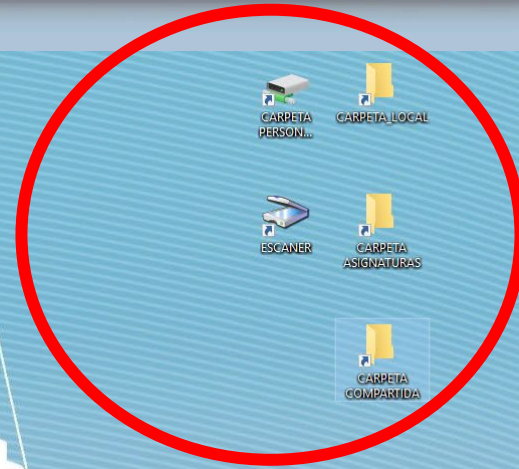 CARPETA
PERSON...
CARPETA_LOCAL
ESCANER
CARPETA
ASIGNATURAS
CARPETA
COMPARTIDA